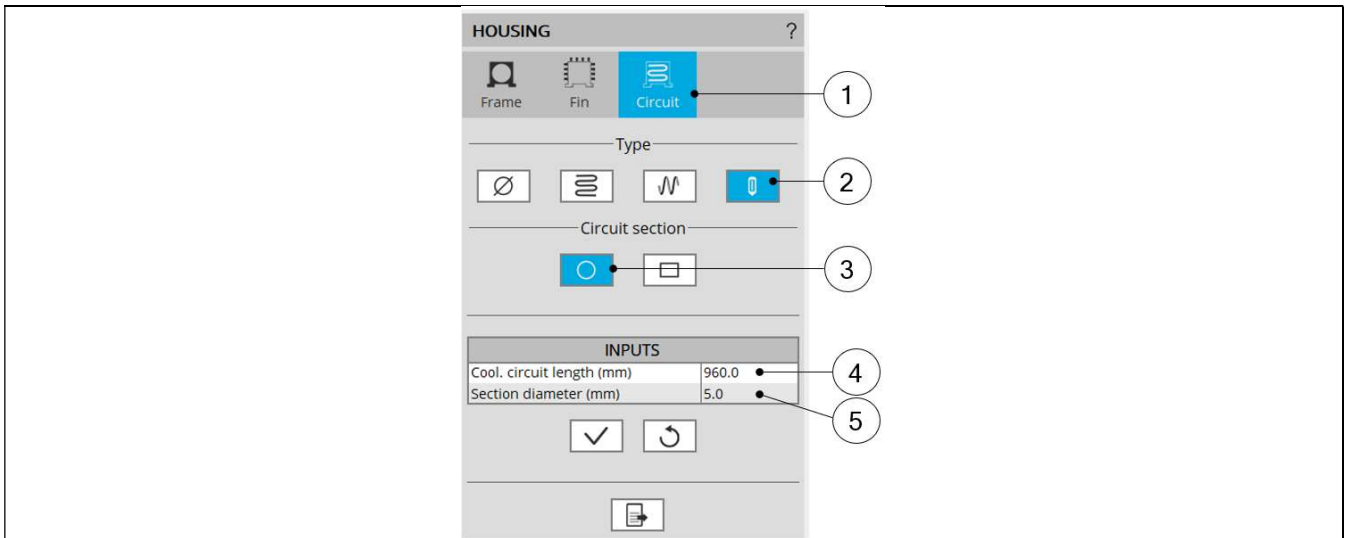 HOUSING ?
Frame Fin Circuit
1
Type
2
Circuit section
3
INPUTS
Cool. circuit length (mm) 960.0
4
Section diameter (mm) 5.0
5